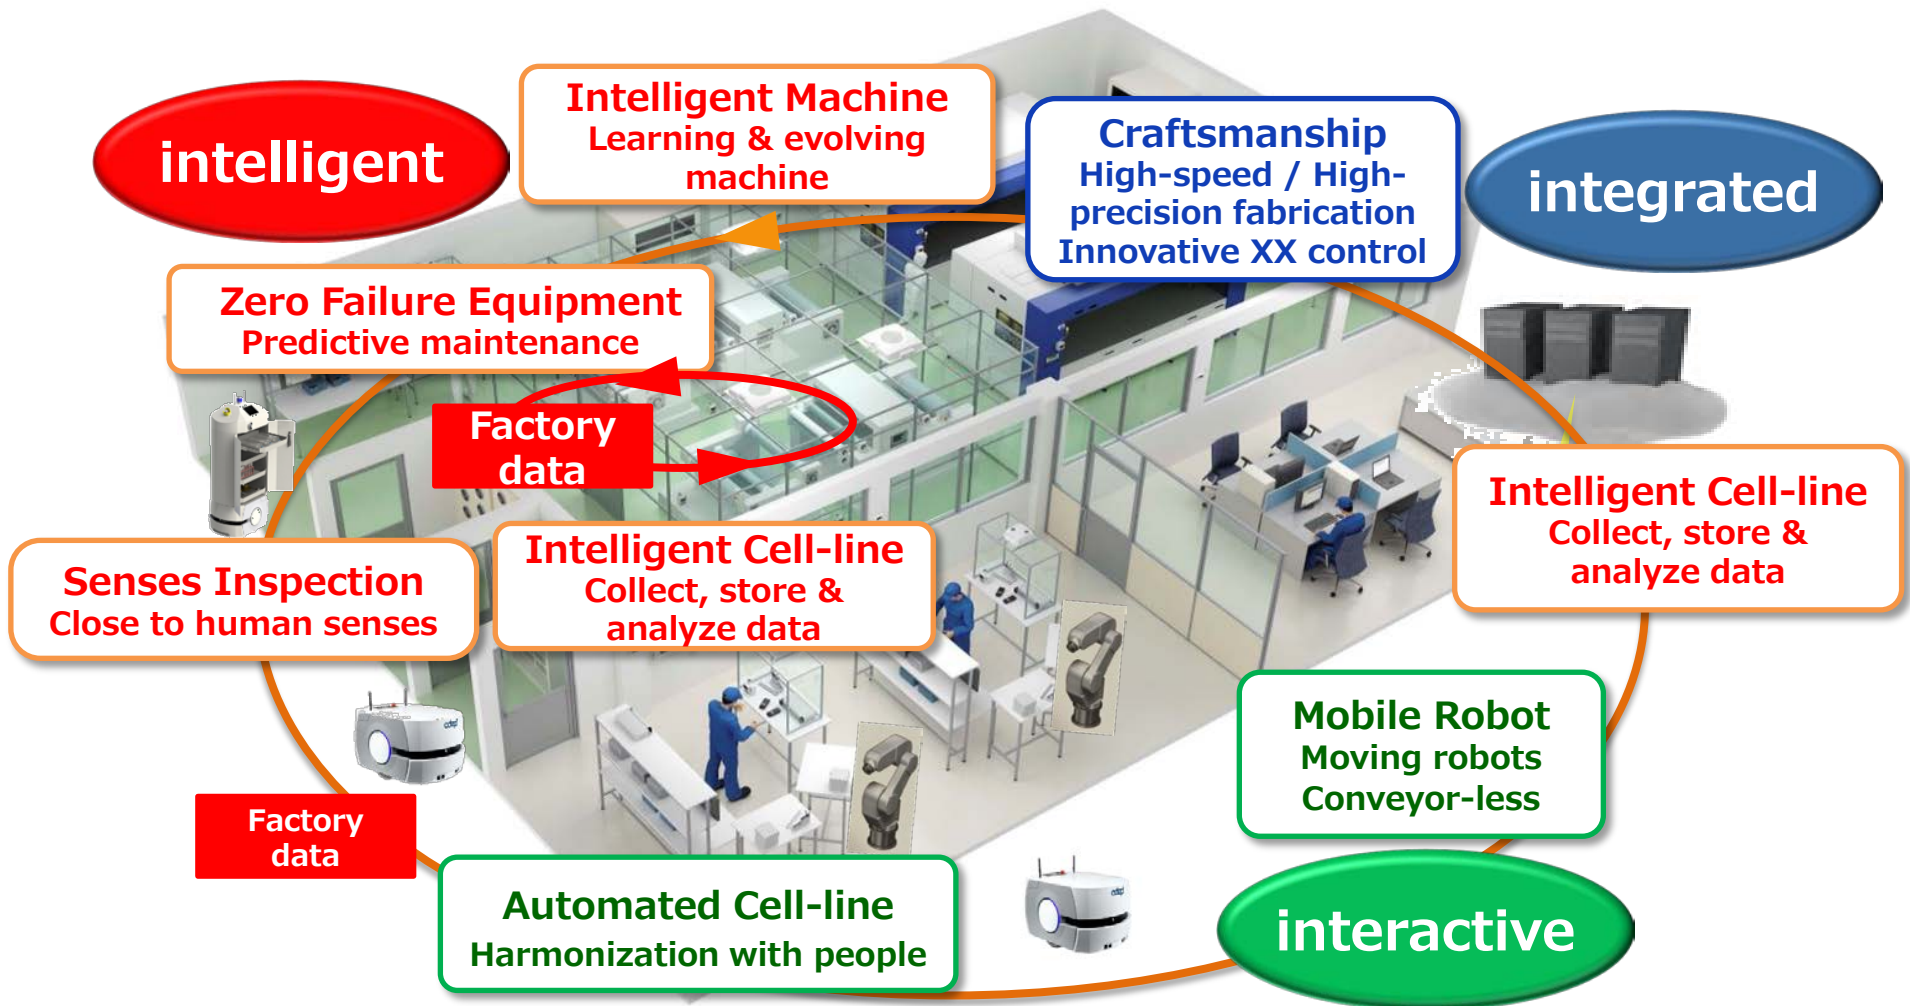 intelligent
Intelligent Machine
Learning & evolving
machine
Craftsmanship
High-speed / High-
precision fabrication
Innovative XX control
integrated
Zero Failure Equipment
Predictive maintenance
Factory
data
Intelligent Cell-line
Collect, store &
analyze data
Intelligent Cell-line
Collect, store &
analyze data
Senses Inspection
Close to human senses
Mobile Robot
Moving robots
Conveyor-less
Factory
data
Automated Cell-line
Harmonization with people
interactive
adept
adept